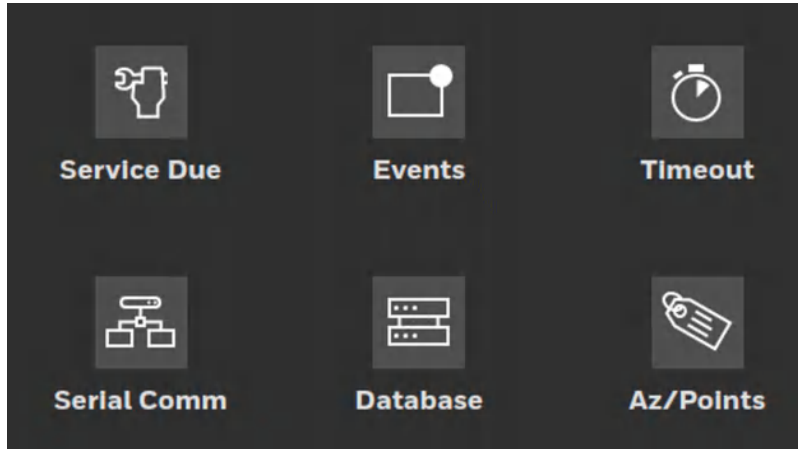 Service Due
Events
Timeout
Serial Comm
Database
Az/Points